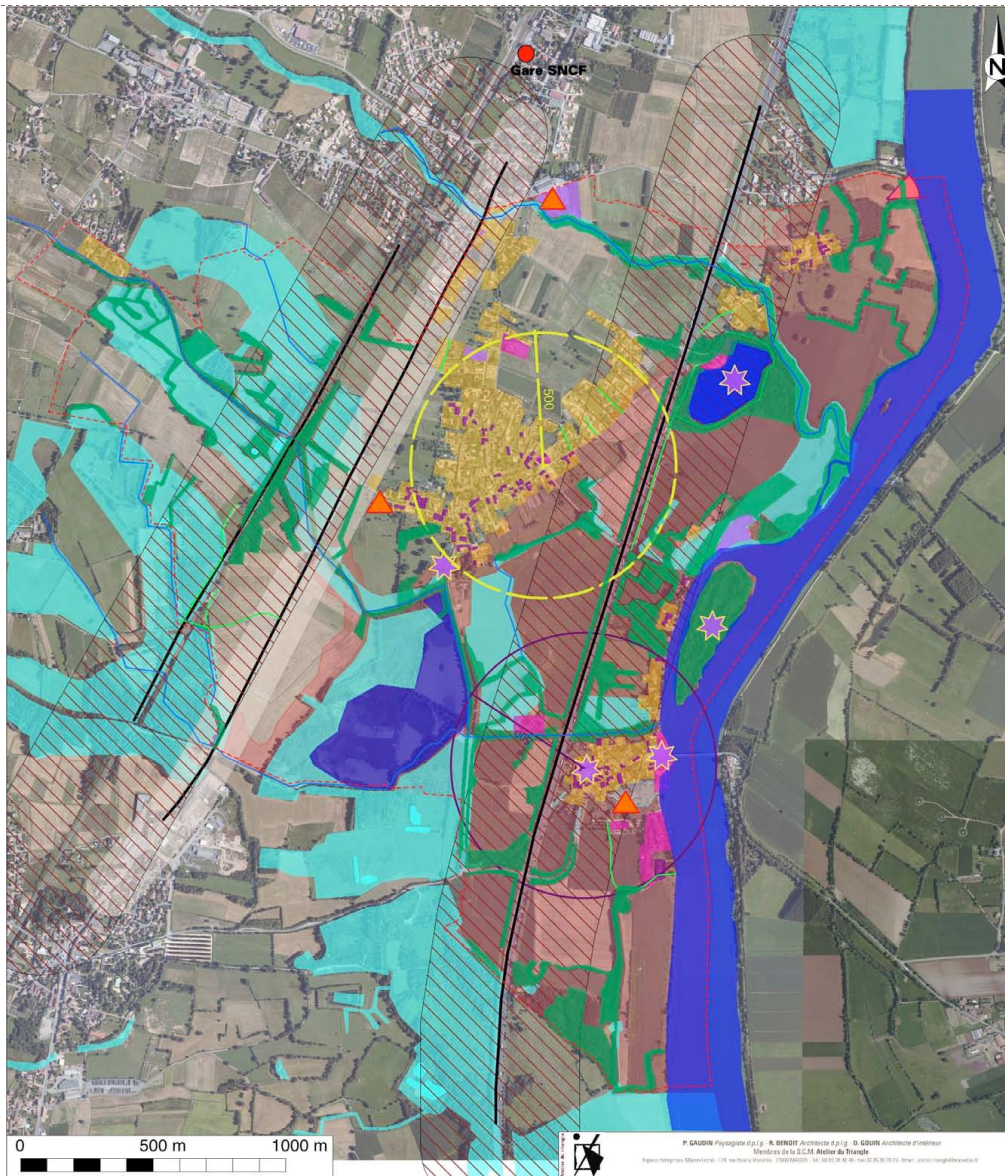 Gare SNCF
N
500
0 500 m 1000 m
P. GAUDIN Paysagiste d.p.l.g. - R. BENOIT Architecte d.p.l.g. - D. GOUIN Architecte d'intérieur
Membres de la S.C.M. Atelier du Triangle